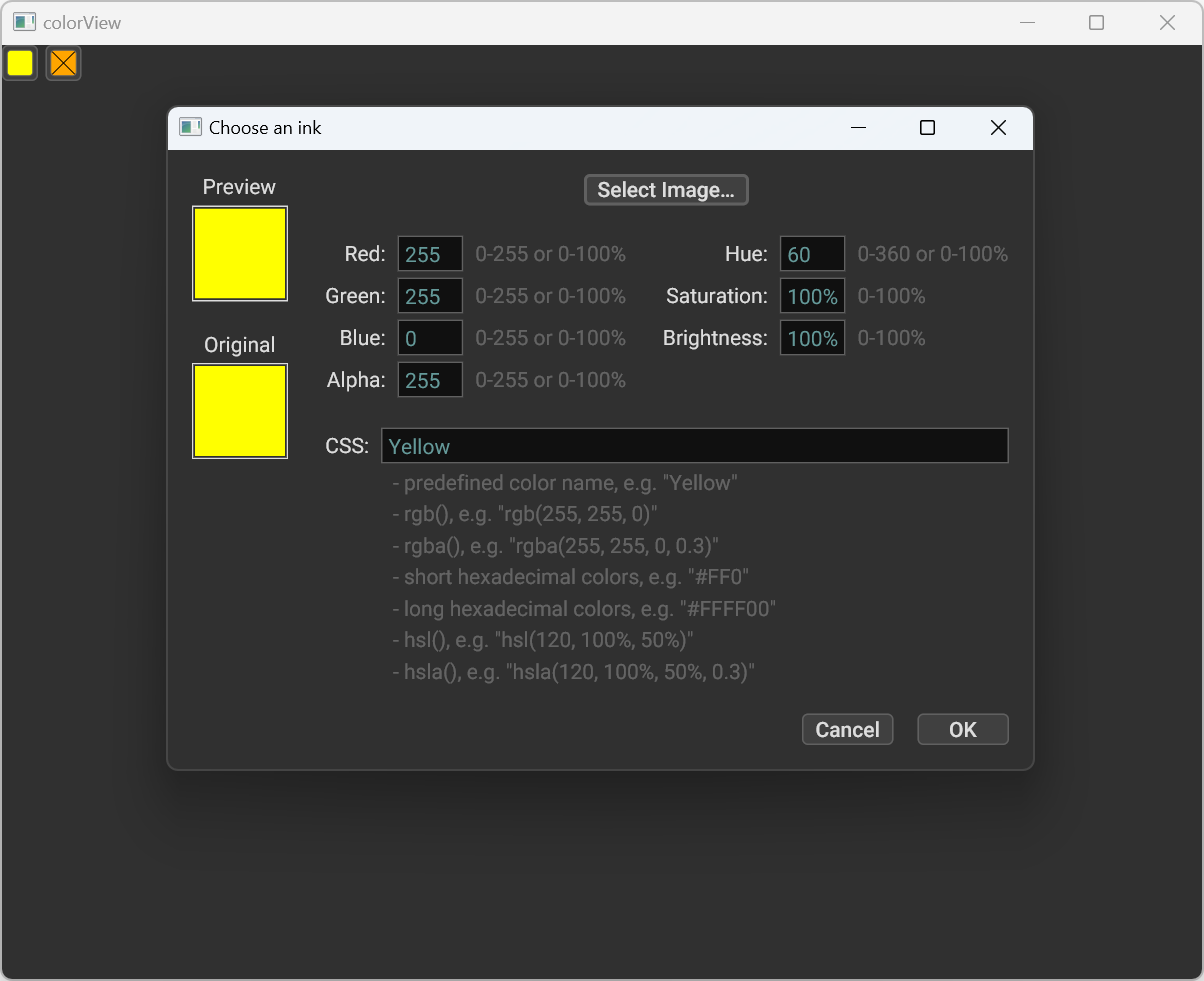 colorView
Choose an ink
Preview
Select Image...
Red: 255 0-255 or 0-100% Hue: 60 0-360 or 0-100%
Green: 255 0-255 or 0-100% Saturation: 100% 0-100%
Blue: 0 0-255 or 0-100% Brightness: 100% 0-100%
Original
Alpha: 255 0-255 or 0-100%
CSS: Yellow
- predefined color name, e.g. "Yellow"
- rgb(), e.g. "rgb(255, 255, 0)"
- rgba(), e.g. "rgba(255, 255, 0, 0.3)"
- short hexadecimal colors, e.g. "#FF0"
- long hexadecimal colors, e.g. "#FFFF00"
- hsl(), e.g. "hsl(120, 100%, 50%)"
- hsla(), e.g. "hsla(120, 100%, 50%, 0.3)"
Cancel OK